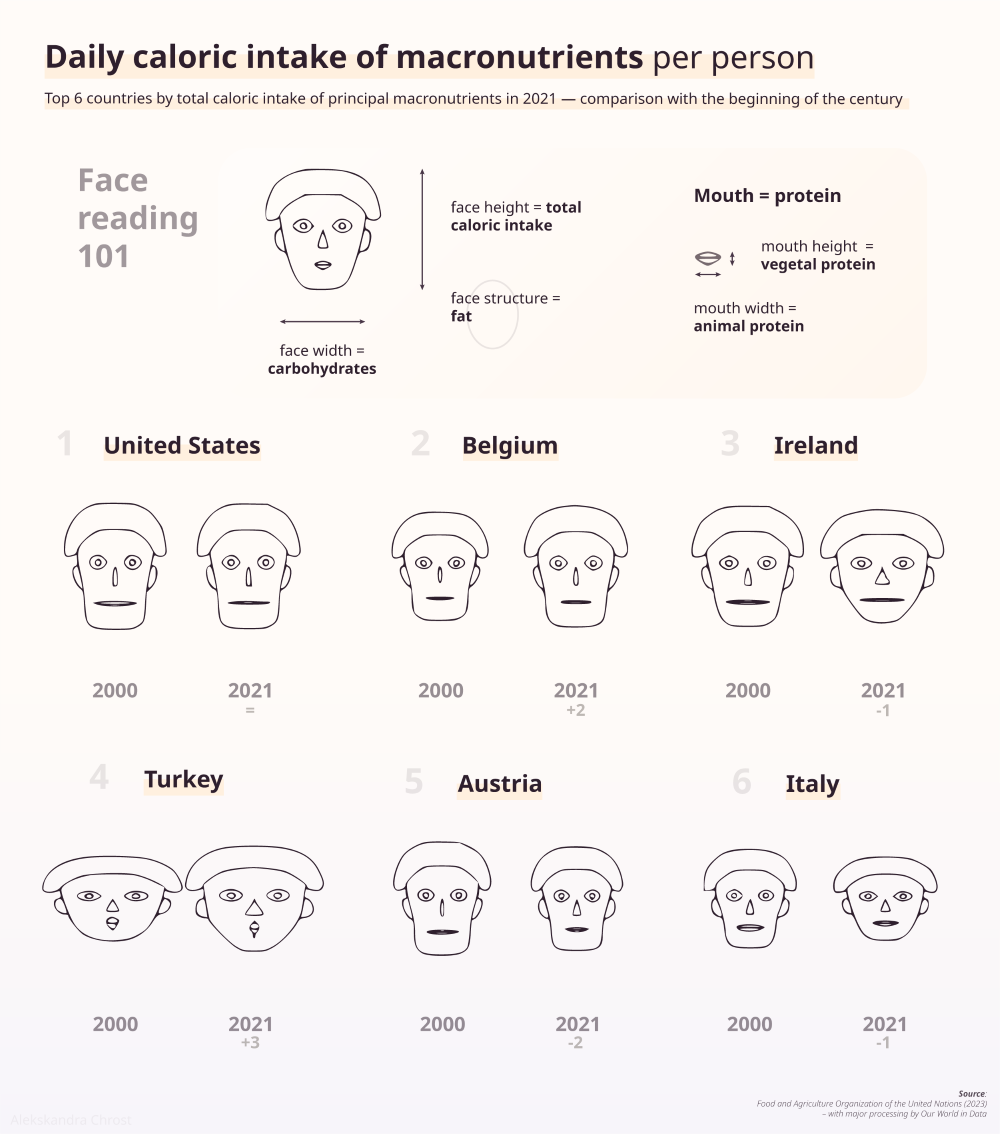 Daily caloric intake of macronutrients per person
Top 6 countries by total caloric intake of principal macronutrients in 2021 — comparison with the beginning of the century
Face
reading
101
face height = total
caloric intake
face structure =
fat
face width =
carbohydrates
Mouth = protein
mouth height =
vegetal protein
mouth width =
animal protein
1 United States
2000
2021
=
2 Belgium
2000
2021
+2
3 Ireland
2000
2021
-1
4 Turkey
2000
2021
+3
5 Austria
2000
2021
-2
6 Italy
2000
2021
-1
Source:
Food and Agriculture Organization of the United Nations (2023)
– with major processing by Our World in Data
Alekskandra Chrost